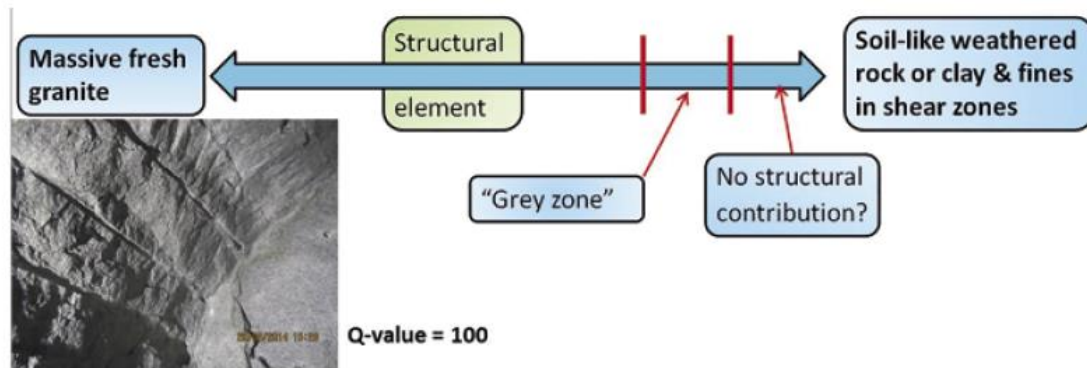 Massive fresh
granite
Structural
element
Soil-like weathered
rock or clay & fines
in shear zones
"Grey zone"
No structural
contribution?
Q-value = 100